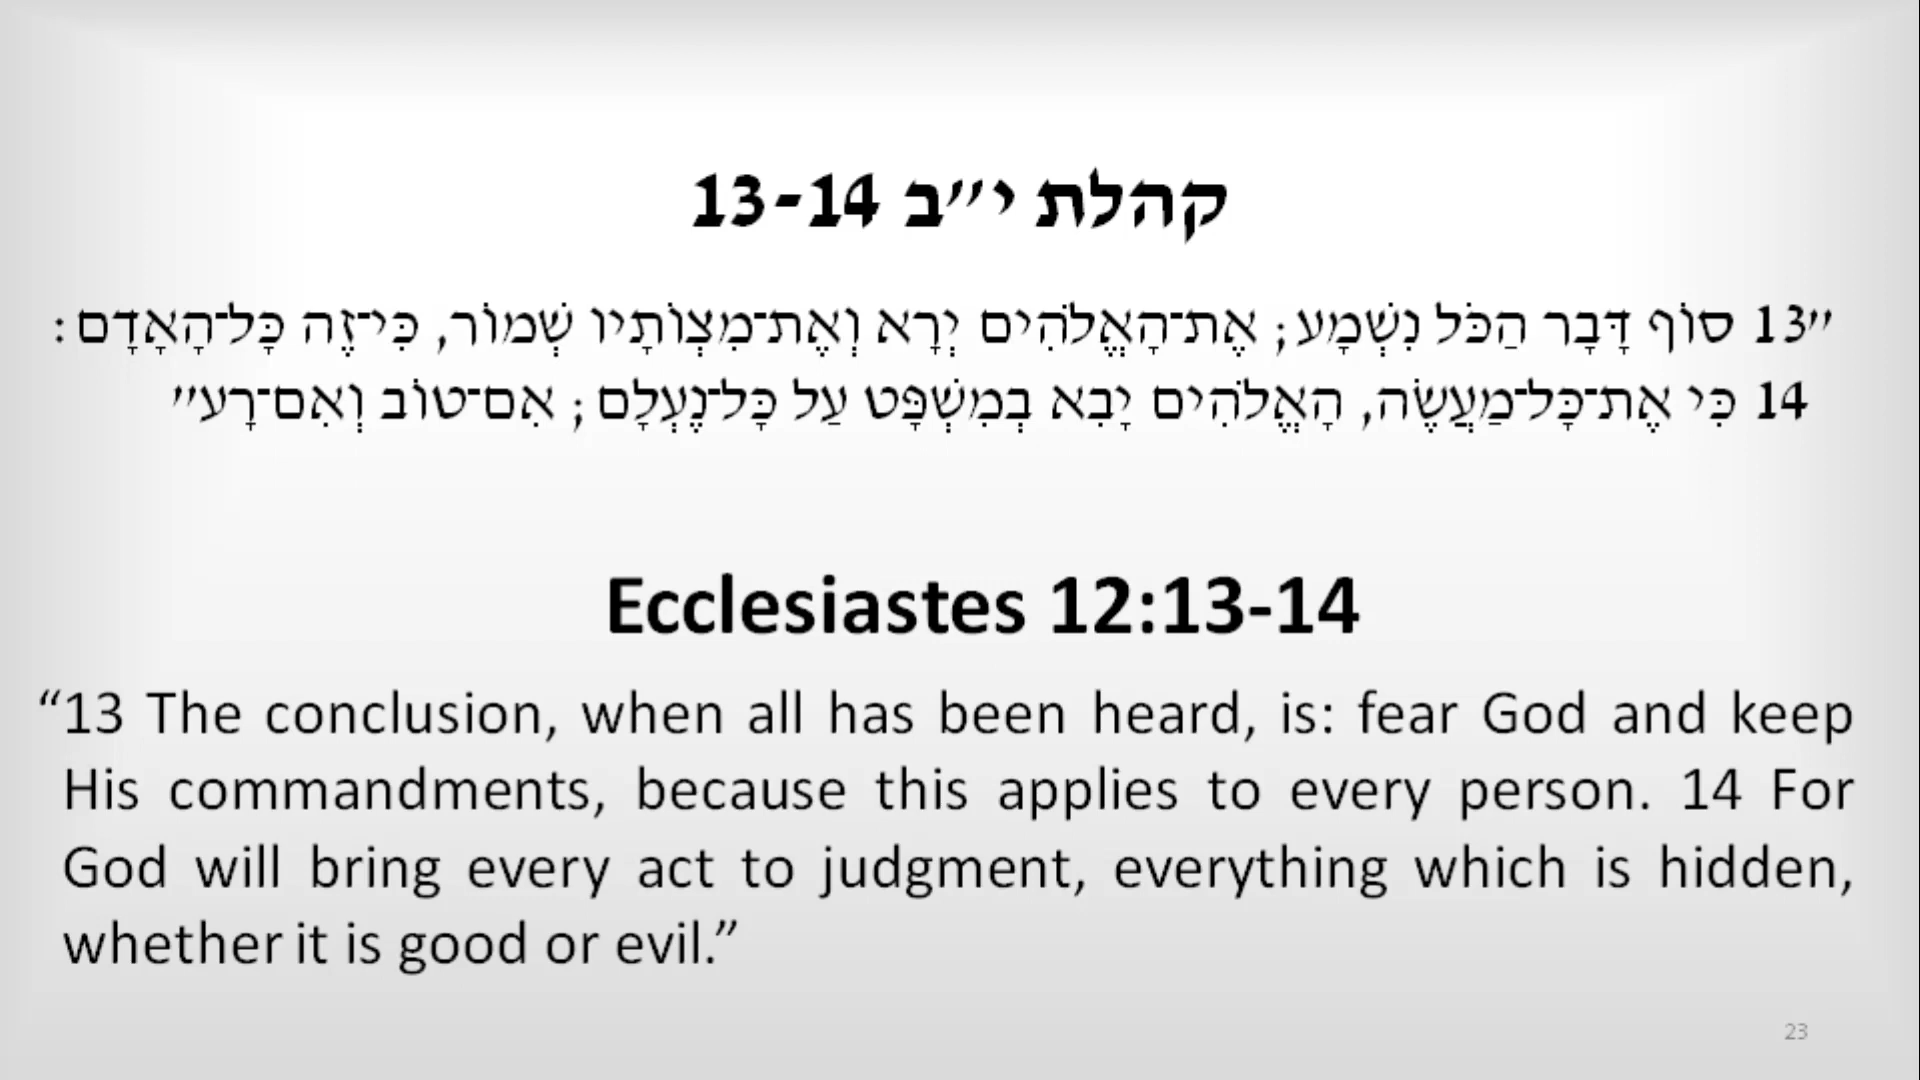 קהלת י״ב 13-14
״13 סוֹף דָּבָר הַכֹּל נִשְׁמָע; אֶת־הָאֱלֹהִים יְרָא וְאֶת־מִצְוֺתָיו שְׁמוֹר, כִּי־זֶה כָּל־הָאָדָם:
14 כִּי אֶת־כָּל־מַעֲשֶׂה, הָאֱלֹהִים יָבִא בְמִשְׁפָּט עַל כָּל־נֶעְלָם; אִם־טוֹב וְאִם־רָע״
Ecclesiastes 12:13-14
“13 The conclusion, when all has been heard, is: fear God and keep
His commandments, because this applies to every person. 14 For
God will bring every act to judgment, everything which is hidden,
whether it is good or evil.”
23